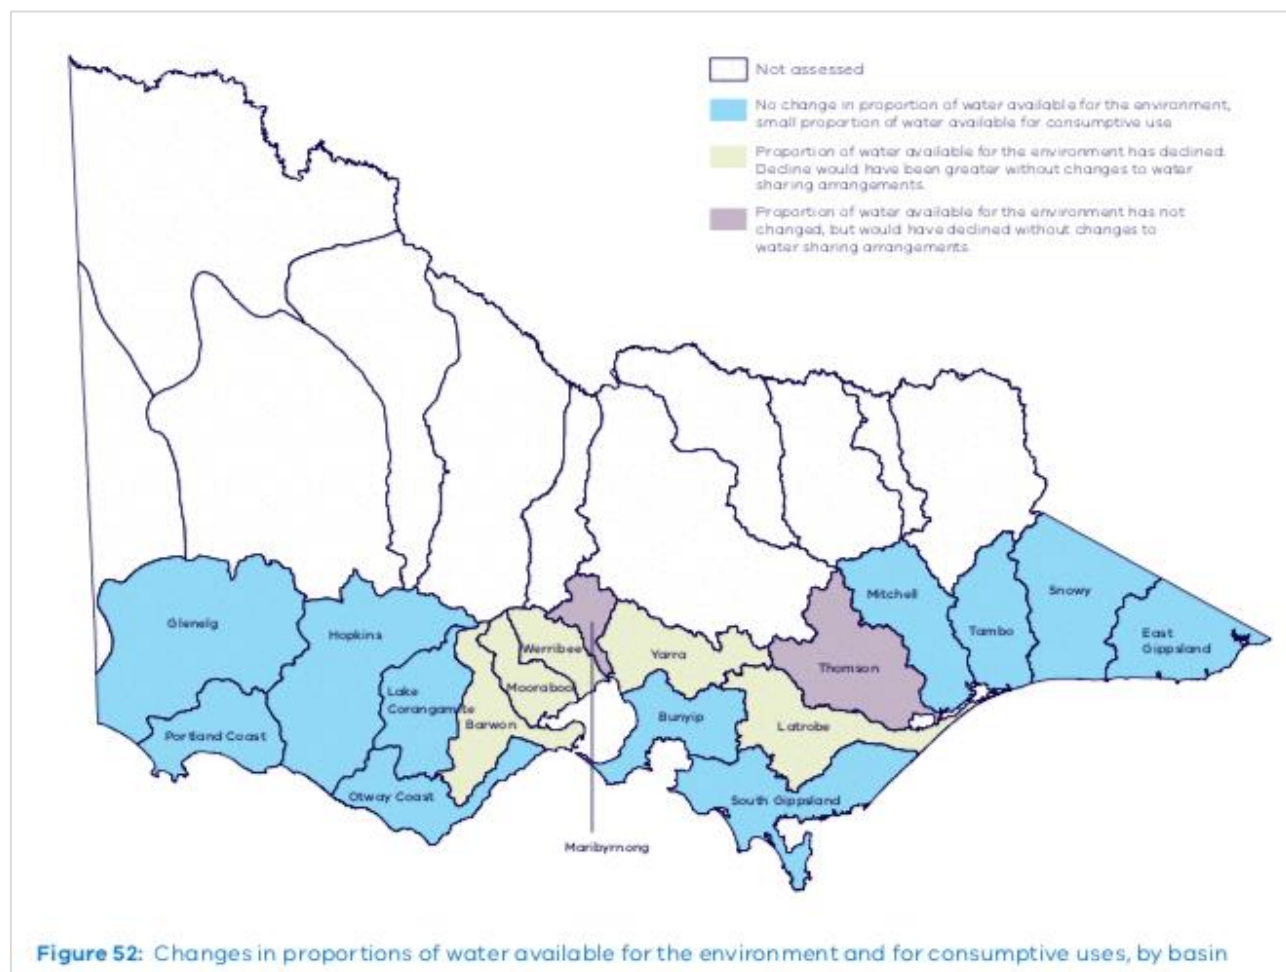 Not assessed
No change in proportion of water available for the environment,
small proportion of water available for consumptive use
Proportion of water available for the environment has declined.
Decline would have been greater without changes to water
sharing arrangements.
Proportion of water available for the environment has not
changed, but would have declined without changes to
water sharing arrangements.
Glenelg
Hopkins
Portland Coast
Lake
Corangamite
Otway Coast
Barwon
Moorabool
Werribee
Maribyrnong
Yarra
Bunyip
Latrobe
South Gippsland
Thomson
Mitchell
Tambo
Snowy
East
Gippsland
Figure 52: Changes in proportions of water available for the environment and for consumptive uses, by basin